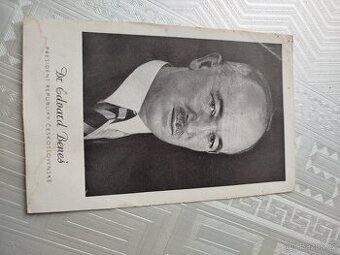 Dr. Edvard Beneš
PRESIDENT REPUBLIKY ČESKOSLOVENSKÉ